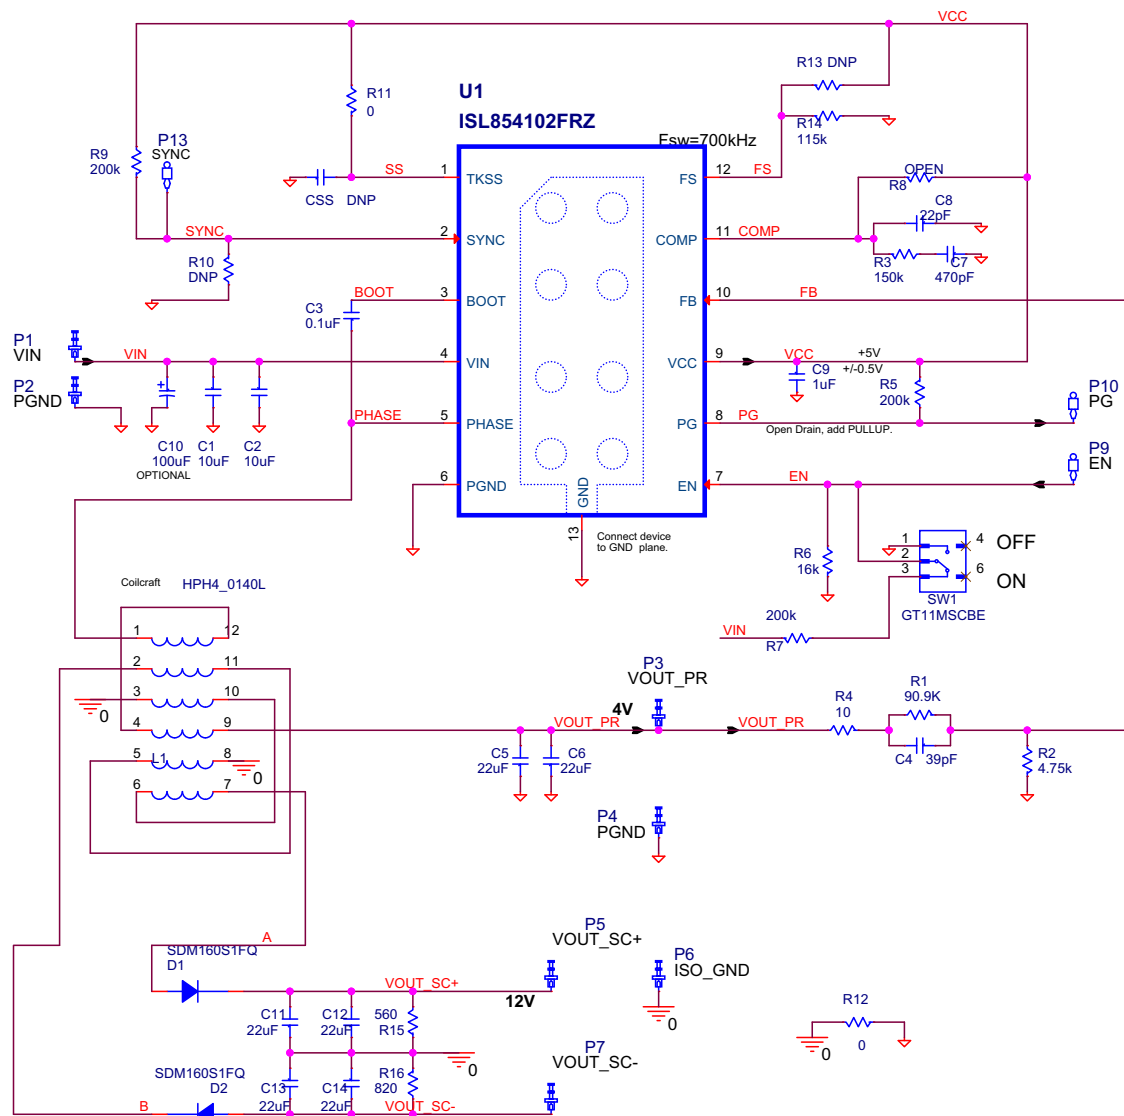 VCC
R13 DNP
R11
0
U1
ISL854102FRZ
R14
115k
Fsw=700kHz
P13
SYNC
R9
200k
SS
1
TKSS
FS
12
FS
OPEN
R8
CSS
DNP
C8
22pF
SYNC
2
SYNC
COMP
11
COMP
R10
DNP
R3
150k
C7
470pF
BOOT
3
BOOT
FB
10
FB
C3
0.1uF
P1
VIN
VIN
4
VIN
VCC
9
VCC
+5V
+/-0.5V
C9
1uF
R5
200k
P2
PGND
P10
PG
PHASE
5
PHASE
PG
8
PG
Open Drain, add PULLUP.
C10
100uF
OPTIONAL
C1
10uF
C2
10uF
P9
EN
6
PGND
GND
EN
7
EN
13
Connect device
to GND plane.
R6
16k
1
2
3
4
6
OFF
ON
SW1
GT11MSCBE
Coilcraft
HPH4_0140L
200k
R7
VIN
1
12
2
11
3
10
0
4
9
5
L1
8
0
6
7
P3
VOUT_PR
4V
VOUT_PR
VOUT_PR
R4
10
R1
90.9K
C4
39pF
R2
4.75k
C5
22uF
C6
22uF
P4
PGND
A
SDM160S1FQ
D1
P5
VOUT_SC+
P6
ISO_GND
VOUT_SC+
12V
0
C11
22uF
C12
22uF
560
R15
R12
0
0
0
P7
VOUT_SC-
SDM160S1FQ
D2
C13
22uF
C14
22uF
R16
820
B
VOUT_SC-